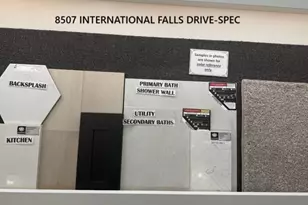 8507 INTERNATIONAL FALLS DRIVE-SPEC
Samples in photos
are shown for
color reference
only.
BACKSPLASH
KITCHEN
PRIMARY BATH
SHOWER WALL
UTILITY
SECONDARY BATHS